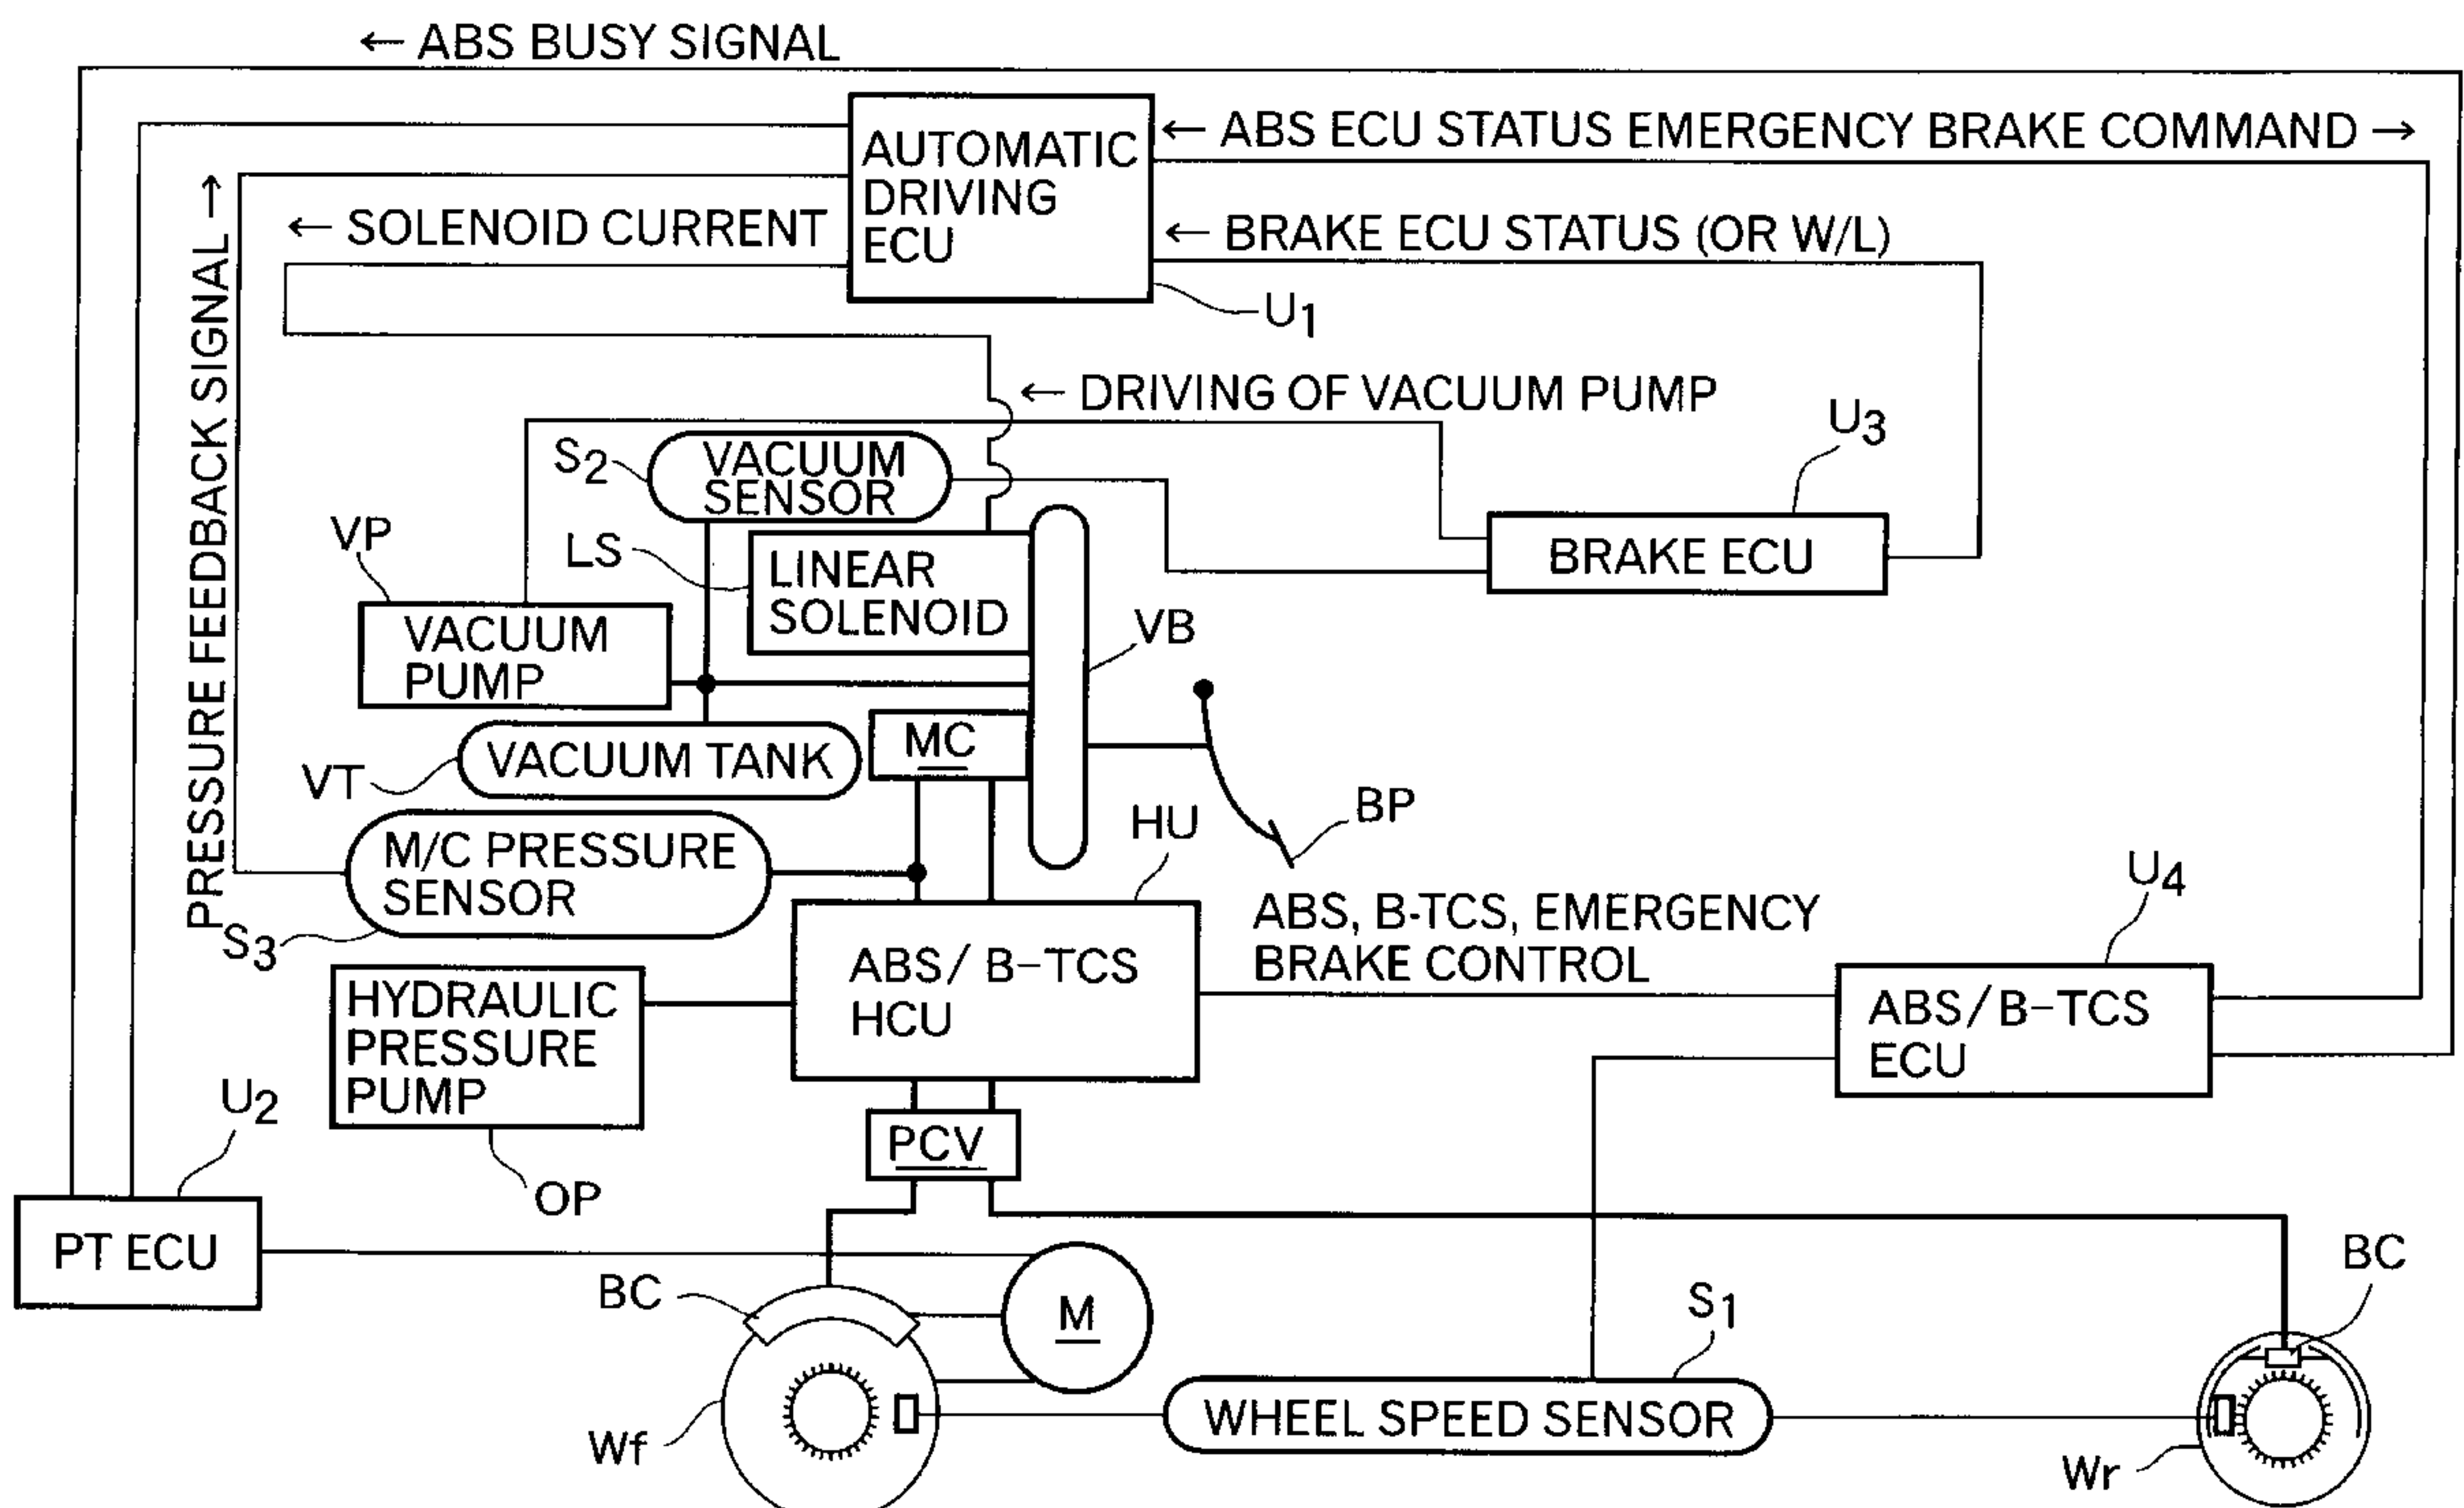 ← ABS BUSY SIGNAL
AUTOMATIC
DRIVING
ECU
← ABS ECU STATUS EMERGENCY BRAKE COMMAND →
← SOLENOID CURRENT
← BRAKE ECU STATUS (OR W/L)
U1
PRESSURE FEEDBACK SIGNAL →
← DRIVING OF VACUUM PUMP
U3
S2
VACUUM
SENSOR
VP
LS
LINEAR
SOLENOID
BRAKE ECU
VACUUM
PUMP
VB
VACUUM TANK
MC
VT
BP
HU
M/C PRESSURE
SENSOR
S3
U4
ABS, B-TCS, EMERGENCY
BRAKE CONTROL
ABS/ B-TCS
HCU
HYDRAULIC
PRESSURE
PUMP
ABS/B-TCS
ECU
U2
PCV
OP
PT ECU
BC
M
S1
BC
WHEEL SPEED SENSOR
Wf
Wr